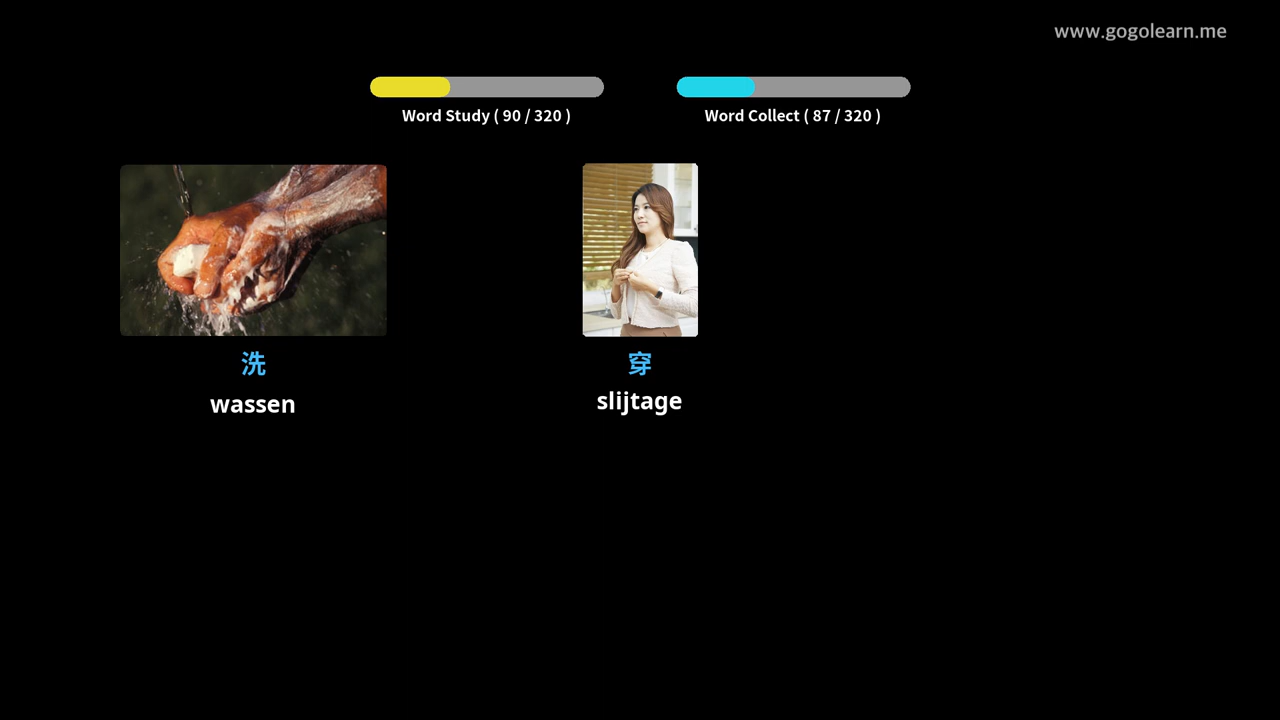 www.gogolearn.me
Word Study ( 90 / 320 )
Word Collect ( 87 / 320 )
洗
wassen
穿
slijtage